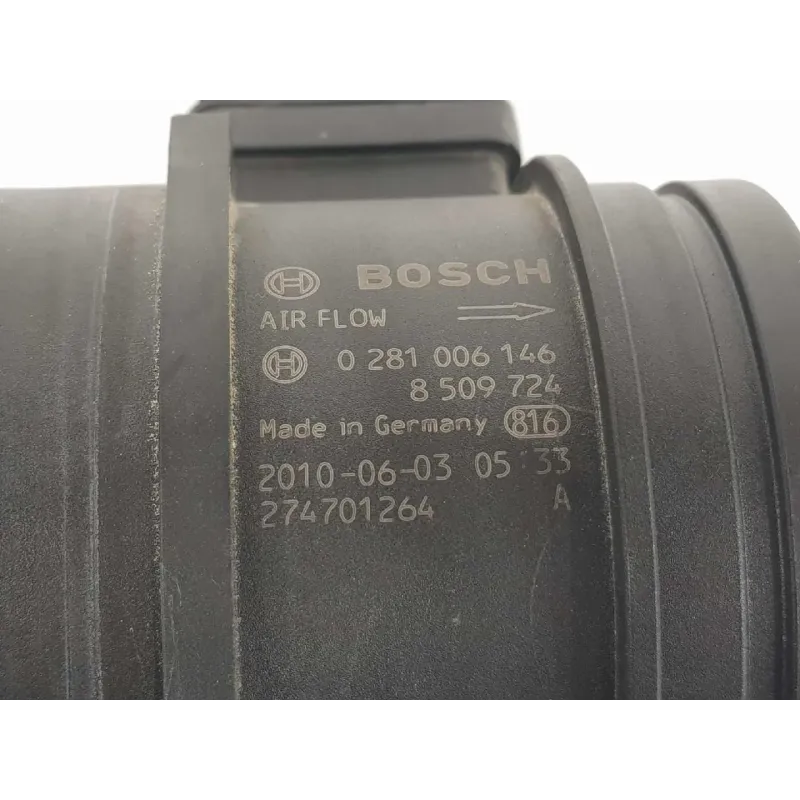 BOSCH
AIR FLOW
0 281 006 146
8 509 724
Made in Germany 816
2010-06-03 05:33
274701264 A